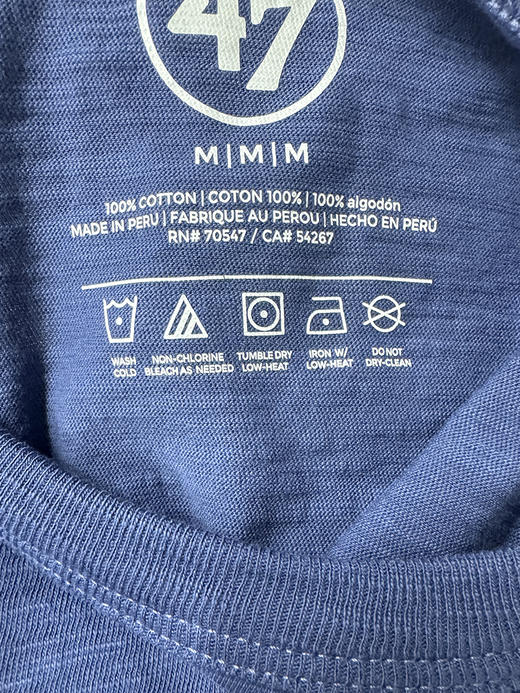 47
M|M|M
100% COTTON | COTON 100% | 100% algodón
MADE IN PERU | FABRIQUE AU PEROU | HECHO EN PERÚ
RN# 70547 / CA# 54267
WASH COLD
NON-CHLORINE BLEACH AS NEEDED
TUMBLE DRY LOW-HEAT
IRON W/ LOW-HEAT
DO NOT DRY-CLEAN